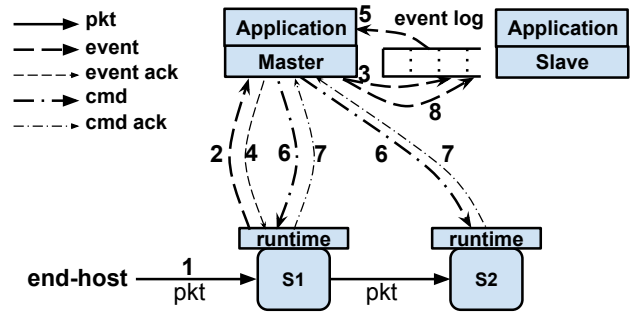 pkt
event
event ack
cmd
cmd ack
Application
Master
5
event log
Application
Slave
3
8
2
4
6
7
6
7
runtime
runtime
end-host
1
pkt
S1
pkt
S2